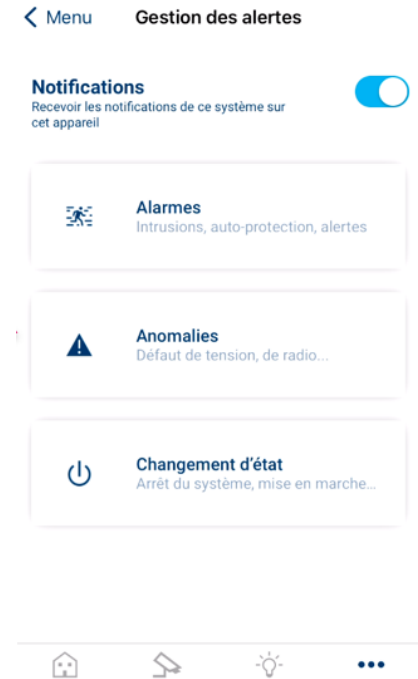 Menu
Gestion des alertes
Notifications
Recevoir les notifications de ce système sur
cet appareil
Alarmes
Intrusions, auto-protection, alertes
Anomalies
Défaut de tension, de radio...
Changement d'état
Arrêt du système, mise en marche...